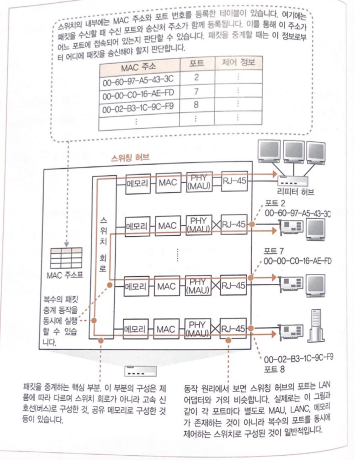 스위치의 내부에는 MAC 주소와 포트 번호를 등록한 테이블이 있습니다. 여기에는
패킷을 수신할 때 수신 포트와 송신처 주소가 함께 등록됩니다. 이를 통해 이 주소가
어느 포트에 접속되어 있는지 판단할 수 있습니다. 패킷을 중계할 때는 이 정보로부
터 어디에 패킷을 송신해야 할지 판단합니다.
MAC 주소 포트 제어 정보
00-60-97-A5-43-3C 2 ⋮
00-00-C0-16-AE-FD 7 ⋮
00-02-B3-1C-9C-F9 8 ⋮
⋮ ⋮ ⋮
스위칭 허브
메모리 MAC PHY (MAU) RJ-45
리피터 허브
포트 2
00-60-97-A5-43-3C
스위치 회로
메모리 MAC PHY (MAU) RJ-45
MAC 주소표
포트 7
00-00-C0-16-AE-FD
복수의 패킷
중계 동작을
동시에 실행
할 수 있습
니다.
메모리 MAC PHY (MAU) RJ-45
메모리 MAC PHY (MAU) RJ-45
00-02-B3-1C-9C-F9
포트 8
패킷을 중계하는 핵심 부분. 이 부분의 구성은 제
품에 따라 다르며 스위치 회로가 아니라 고속 신
호선(버스)로 구성한 것, 공유 메모리로 구성한 것
등이 있습니다.
동작 원리에서 보면 스위칭 허브의 포트는 LAN
어댑터와 거의 비슷합니다. 실제로는 이 그림과
같이 각 포트마다 별도로 MAU, LANC, 메모리
가 존재하는 것이 아니라 복수의 포트를 동시에
제어하는 스위치로 구성된 것이 일반적입니다.